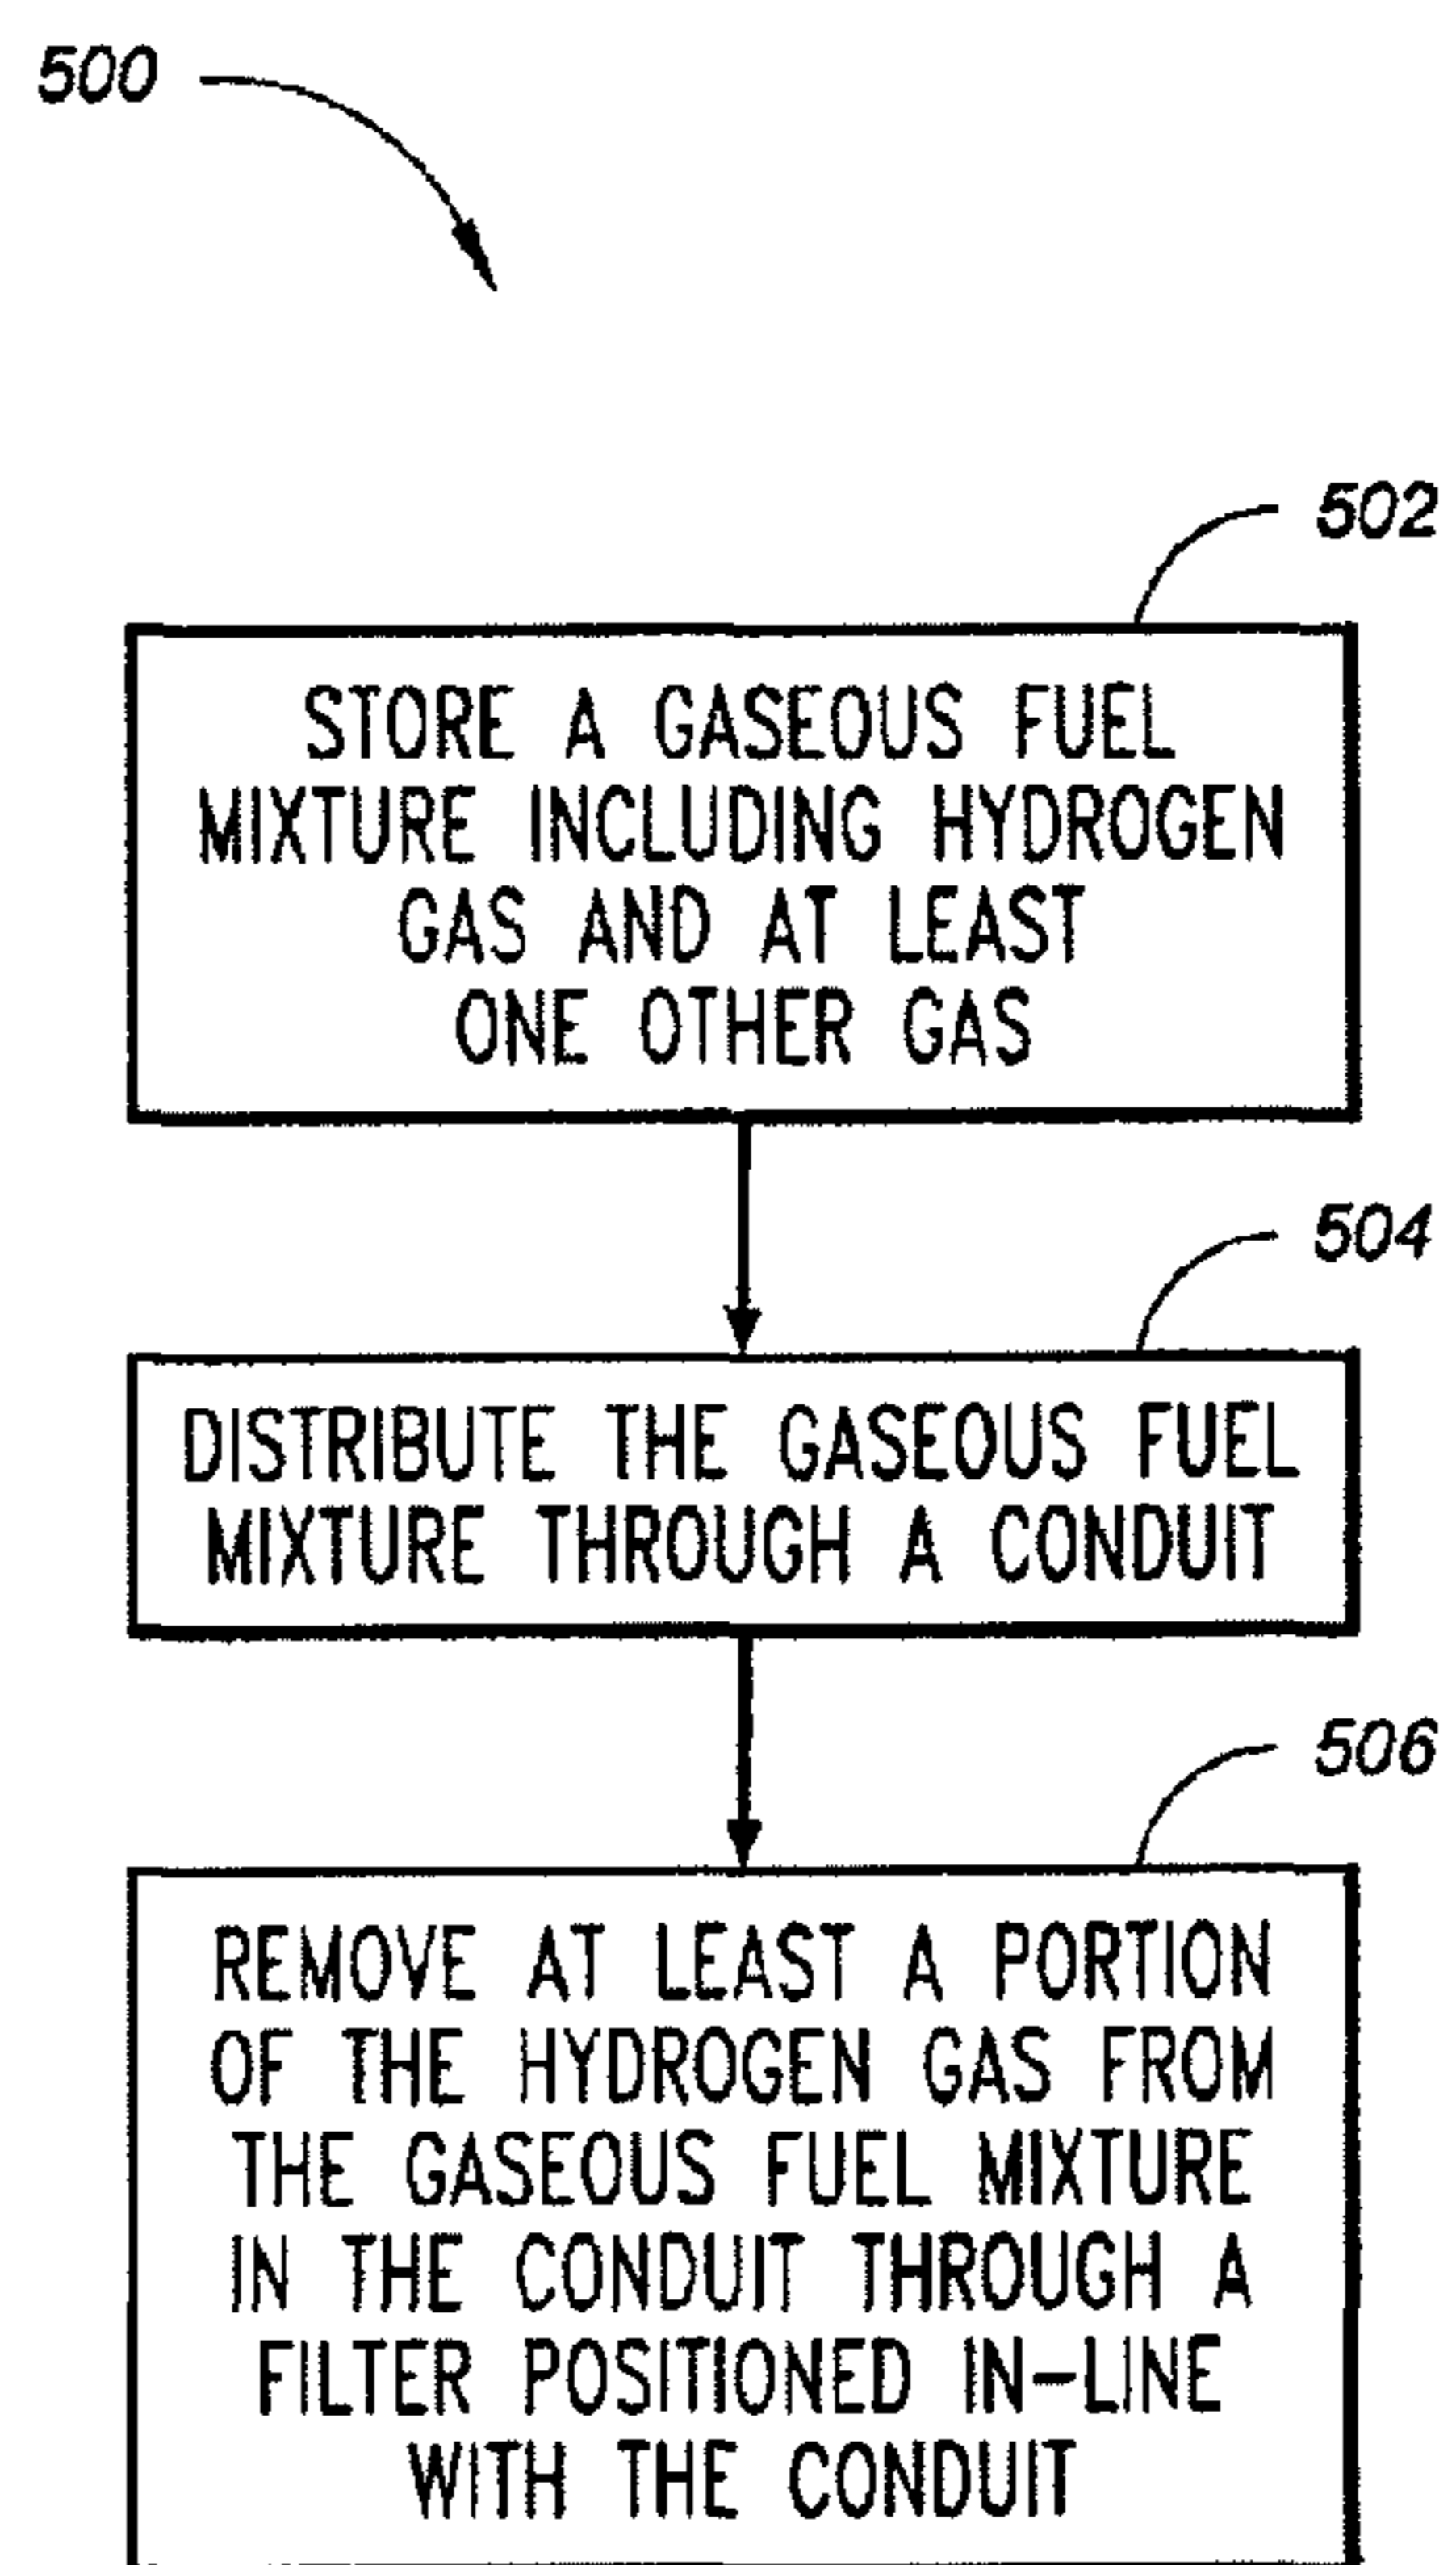 500
502
STORE A GASEOUS FUEL
MIXTURE INCLUDING HYDROGEN
GAS AND AT LEAST
ONE OTHER GAS
504
DISTRIBUTE THE GASEOUS FUEL
MIXTURE THROUGH A CONDUIT
506
REMOVE AT LEAST A PORTION
OF THE HYDROGEN GAS FROM
THE GASEOUS FUEL MIXTURE
IN THE CONDUIT THROUGH A
FILTER POSITIONED IN-LINE
WITH THE CONDUIT